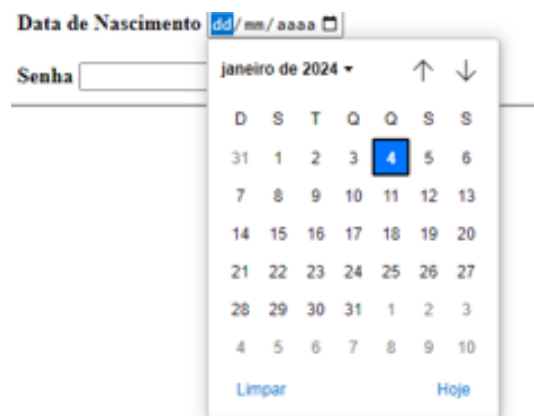 Data de Nascimento dd/mm/aaaa
Senha
janeiro de 2024
D S T Q Q S S
31 1 2 3 4 5 6
7 8 9 10 11 12 13
14 15 16 17 18 19 20
21 22 23 24 25 26 27
28 29 30 31 1 2 3
4 5 6 7 8 9 10
Limpar Hoje